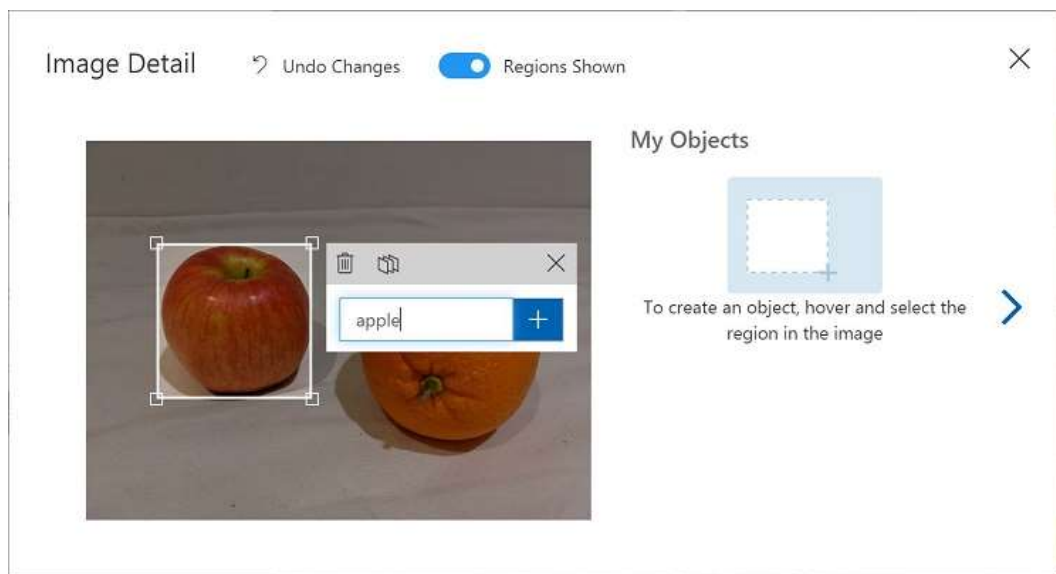 Image Detail
Undo Changes
Regions Shown
My Objects
apple
To create an object, hover and select the
region in the image